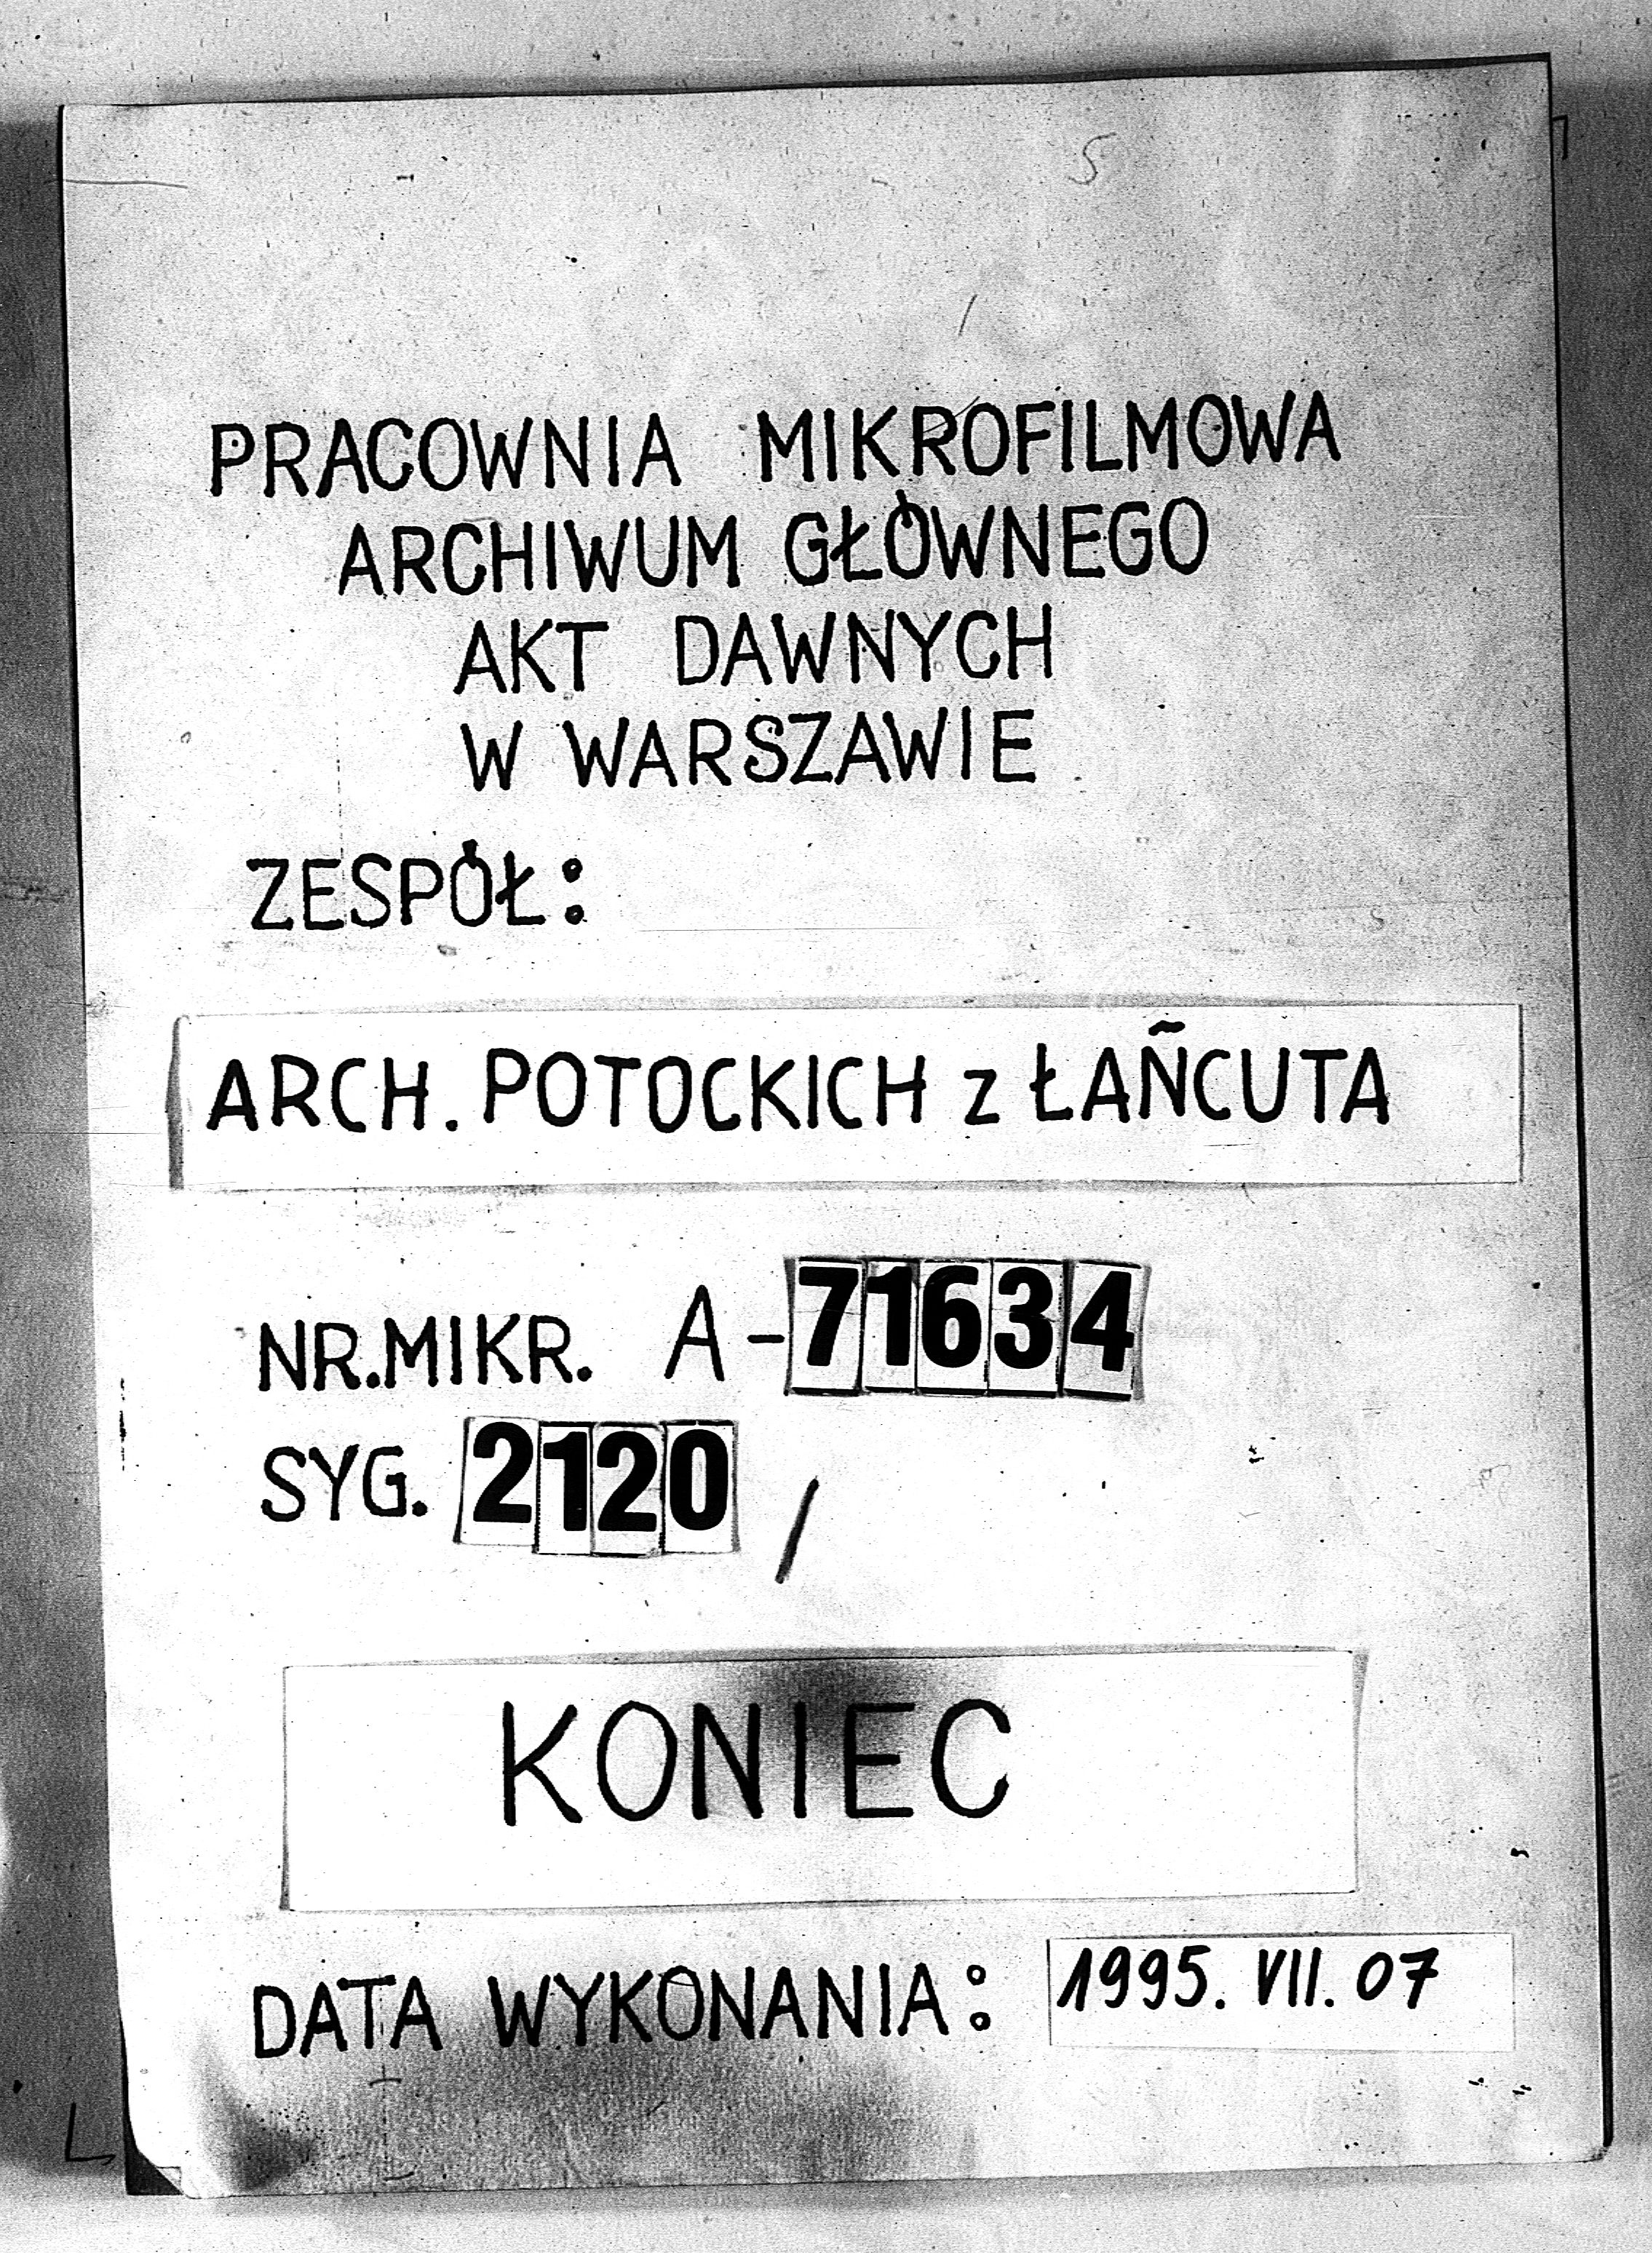 PRACOWNIA MIKROFILMOWA
ARCHIWUM GŁÓWNEGO
AKT DAWNYCH
W WARSZAWIE
ZESPÓŁ:
ARCH. POTOCKICH z ŁAŃCUTA
NR.MIKR. A-71634
SYG. 2120 /
KONIEC
DATA WYKONANIA: 1995. VII. 07